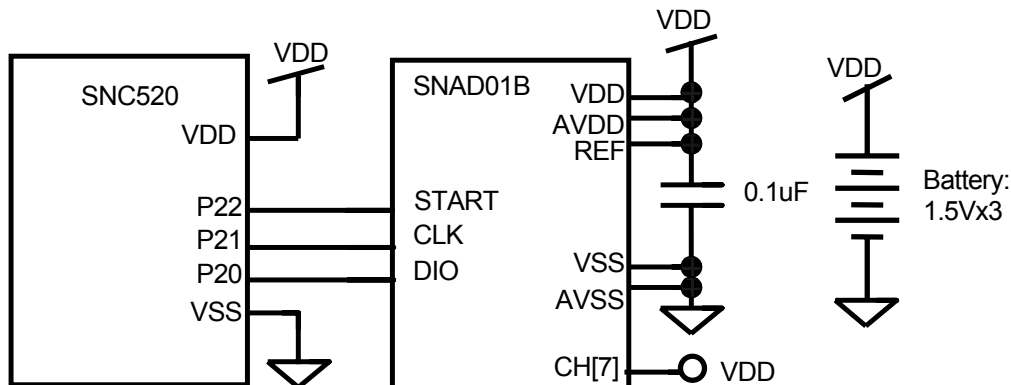 VDD
VDD
VDD
SNC520
SNAD01B
VDD
VDD
AVDD
REF
0.1uF
Battery:
1.5Vx3
P22
START
P21
CLK
P20
DIO
VSS
VSS
AVSS
CH[7]
VDD